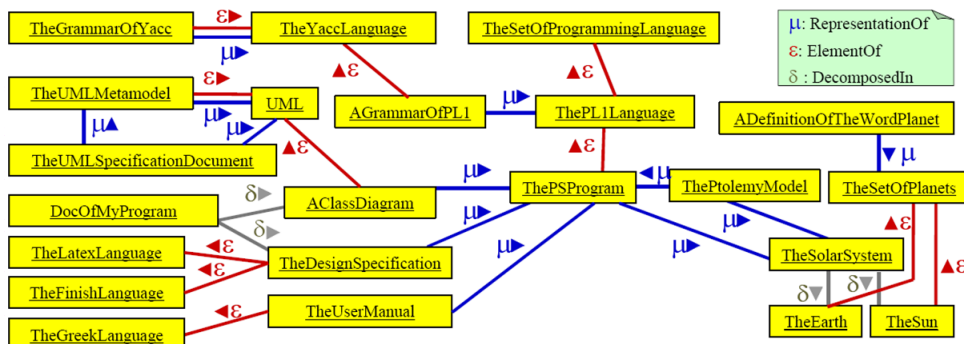 TheGrammarOfYacc
ε▶
μ▶
TheYaccLanguage
TheSetOfProgrammingLanguage
μ: RepresentationOf
ε: ElementOf
δ: DecomposedIn
▲ε
▲ε
TheUMLMetamodel
ε▶
μ▶
UML
AGrammarOfPL1
μ▶
ThePL1Language
ADefinitionOfTheWordPlanet
μ▲
μ▶
▲ε
▲ε
▼μ
TheUMLSpecificationDocument
DocOfMyProgram
δ▶
AClassDiagram
μ▶
ThePSProgram
◀μ
ThePtolemyModel
TheSetOfPlanets
δ▶
μ▶
μ▶
▲ε
TheLatexLanguage
◀ε
TheDesignSpecification
μ▶
TheSolarSystem
◀ε
▲ε
TheFinishLanguage
δ▼
δ▼
TheUserManual
μ▶
TheGreekLanguage
◀ε
TheEarth
TheSun